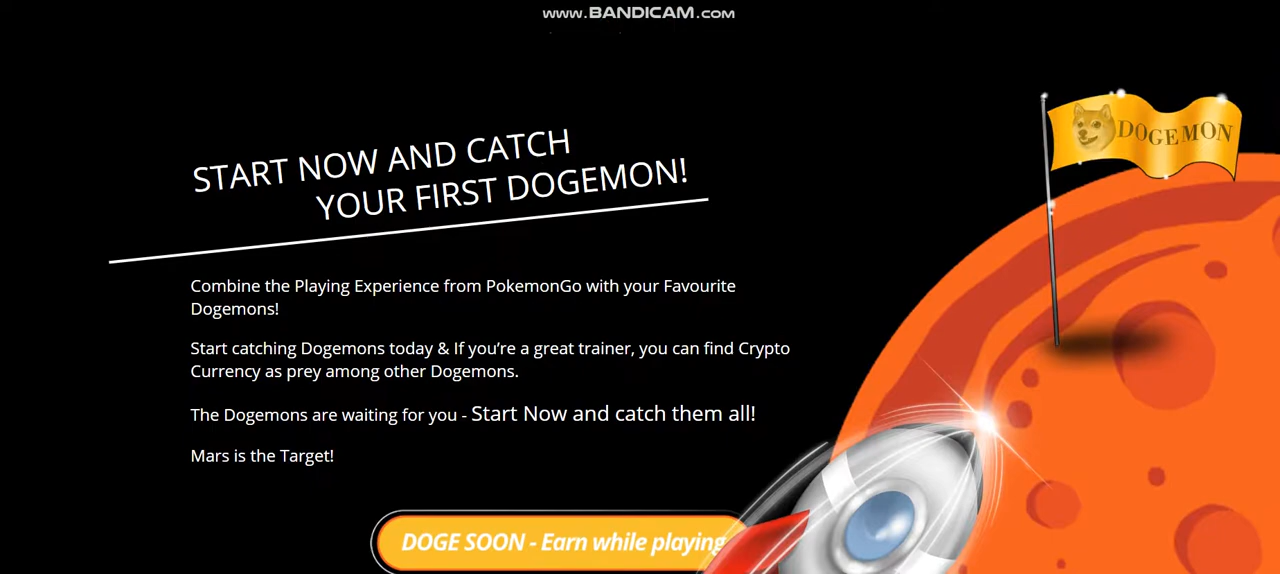 www.BANDICAM.com
DOGEMON
START NOW AND CATCH
YOUR FIRST DOGEMON!
Combine the Playing Experience from PokemonGo with your Favourite
Dogemons!
Start catching Dogemons today & If you’re a great trainer, you can find Crypto
Currency as prey among other Dogemons.
The Dogemons are waiting for you - Start Now and catch them all!
Mars is the Target!
DOGE SOON - Earn while playing